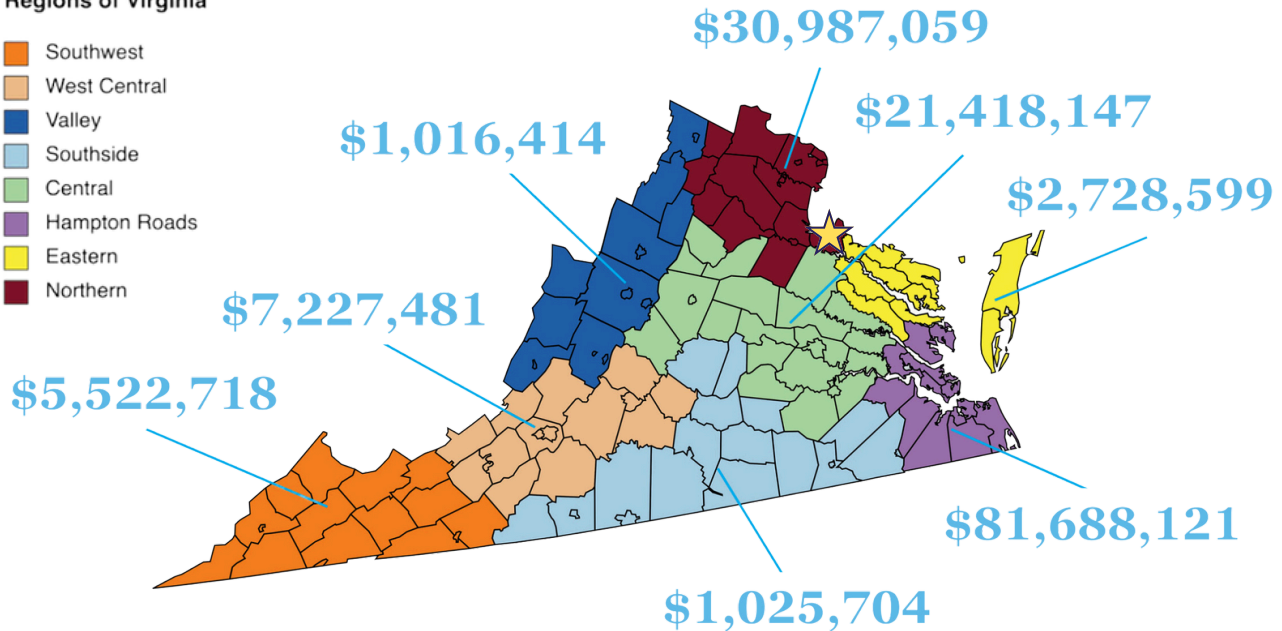 Regions of Virginia
Southwest
West Central
Valley
Southside
Central
Hampton Roads
Eastern
Northern
$30,987,059
$21,418,147
$1,016,414
$2,728,599
$7,227,481
$5,522,718
$81,688,121
$1,025,704